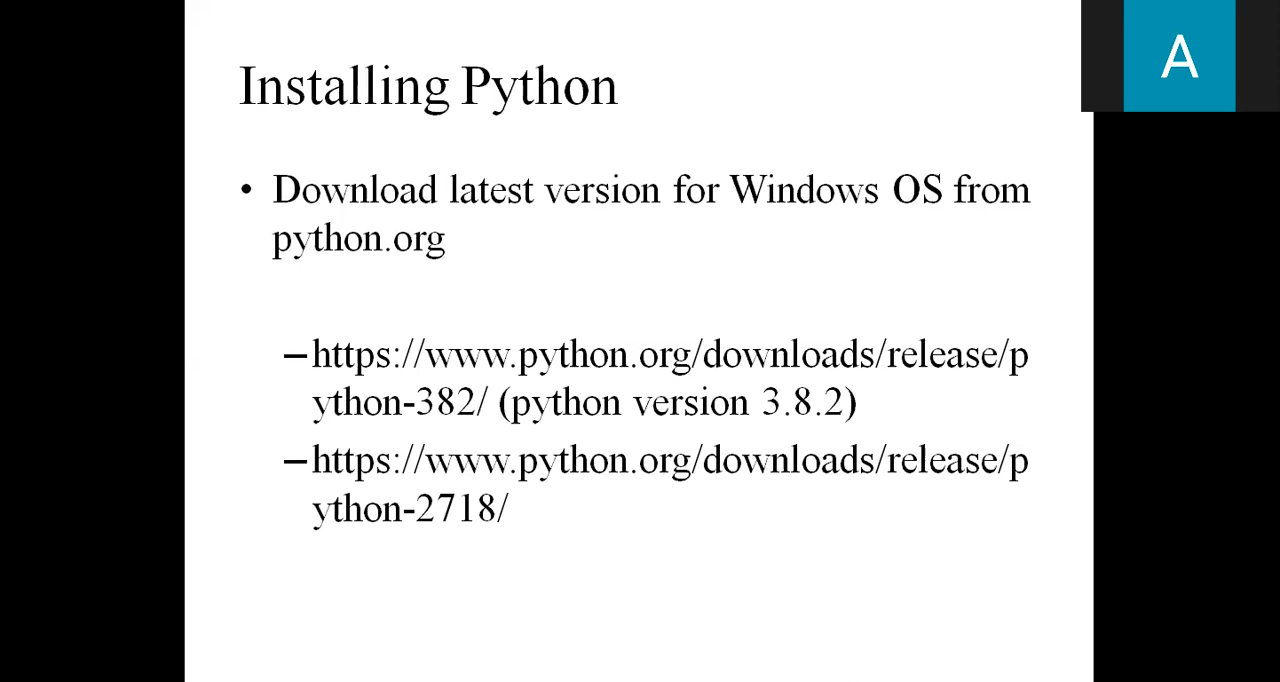 A
Installing Python
• Download latest version for Windows OS from
python.org
–https://www.python.org/downloads/release/p
ython-382/ (python version 3.8.2)
–https://www.python.org/downloads/release/p
ython-2718/